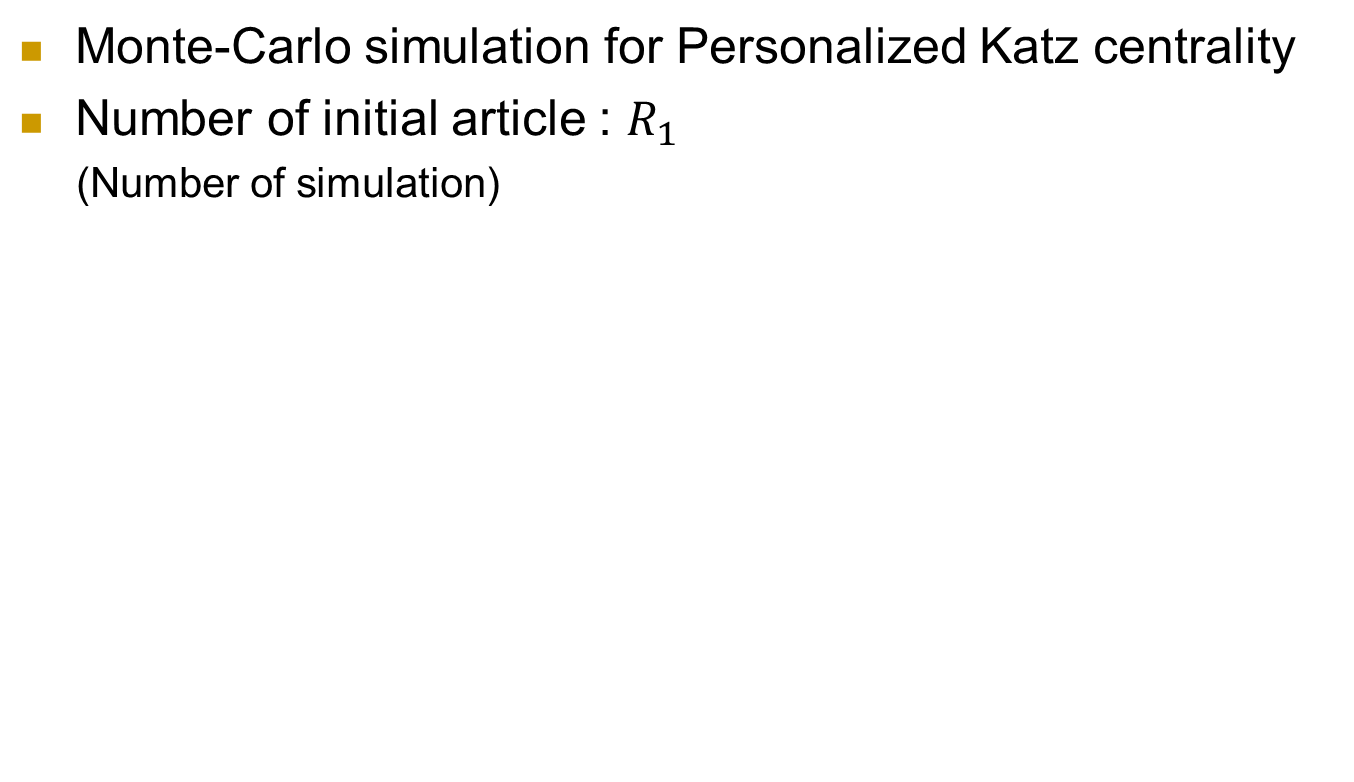 Monte-Carlo simulation for Personalized Katz centrality
Number of initial article : R₁
(Number of simulation)